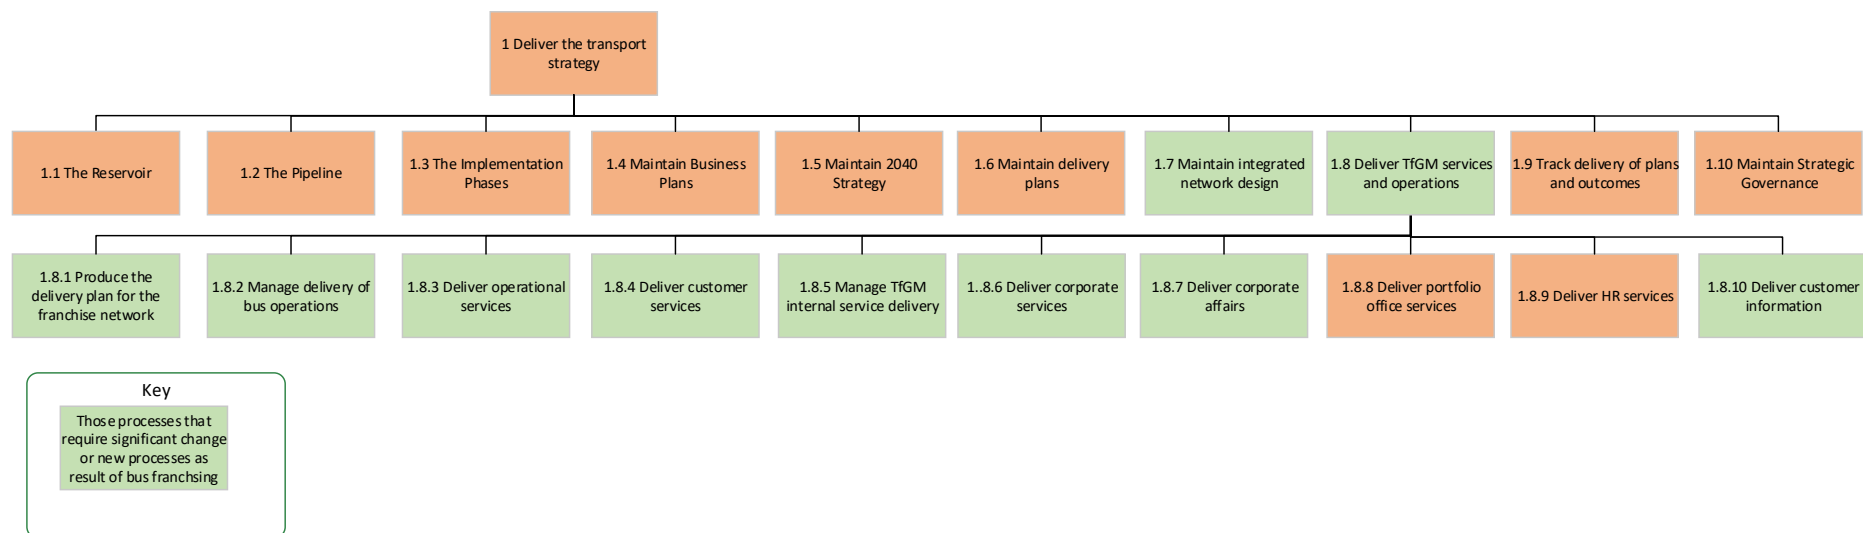 1 Deliver the transport
strategy
1.1 The Reservoir
1.2 The Pipeline
1.3 The Implementation
Phases
1.4 Maintain Business
Plans
1.5 Maintain 2040
Strategy
1.6 Maintain delivery
plans
1.7 Maintain integrated
network design
1.8 Deliver TfGM services
and operations
1.9 Track delivery of plans
and outcomes
1.10 Maintain Strategic
Governance
1.8.1 Produce the
delivery plan for the
franchise network
1.8.2 Manage delivery of
bus operations
1.8.3 Deliver operational
services
1.8.4 Deliver customer
services
1.8.5 Manage TfGM
internal service delivery
1..8.6 Deliver corporate
services
1.8.7 Deliver corporate
affairs
1.8.8 Deliver portfolio
office services
1.8.9 Deliver HR services
1.8.10 Deliver customer
information
Key
Those processes that
require significant change
or new processes as
result of bus franchsing